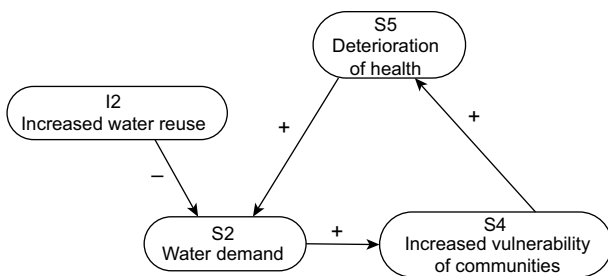 S5
Deterioration
of health
I2
Increased water reuse
+
+
–
S2
Water demand
+
S4
Increased vulnerability
of communities